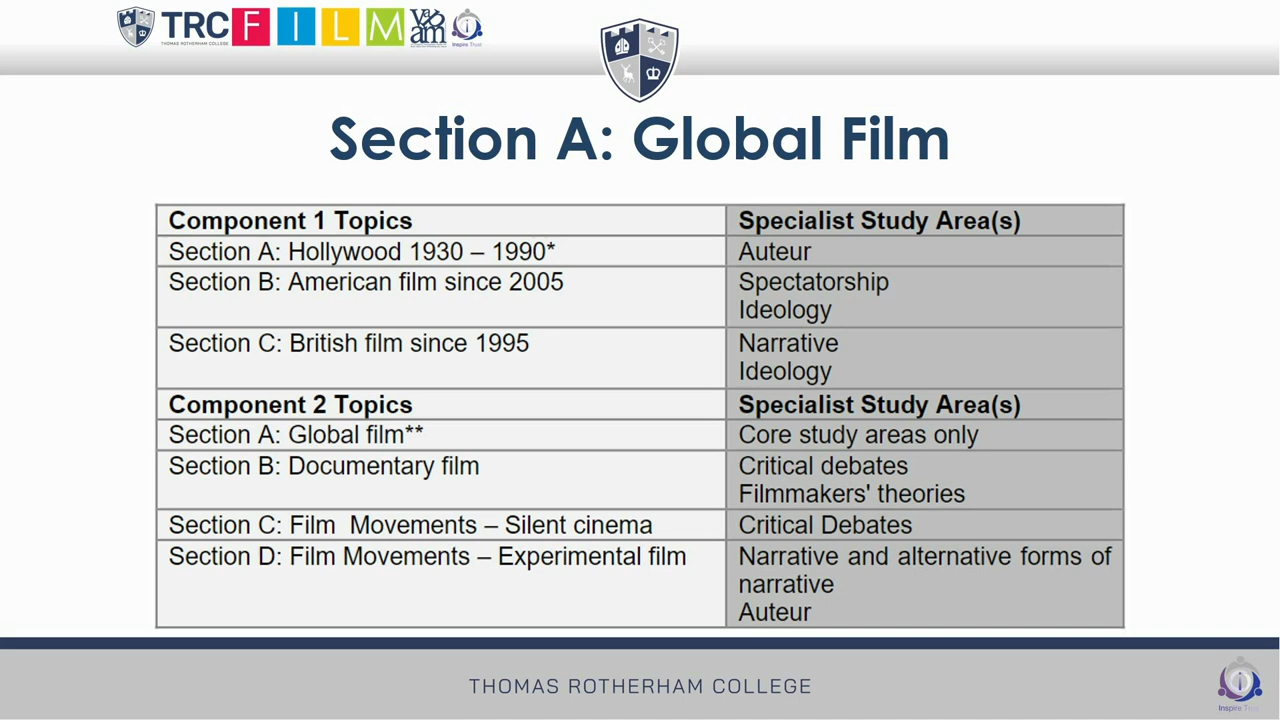 TRC FILM
THOMAS ROTHERHAM COLLEGE
Inspire Trust
Section A: Global Film
Component 1 Topics Specialist Study Area(s)
Section A: Hollywood 1930 – 1990* Auteur
Section B: American film since 2005 Spectatorship
Ideology
Section C: British film since 1995 Narrative
Ideology
Component 2 Topics Specialist Study Area(s)
Section A: Global film** Core study areas only
Section B: Documentary film Critical debates
Filmmakers' theories
Section C: Film  Movements – Silent cinema Critical Debates
Section D: Film Movements – Experimental film Narrative and alternative forms of
narrative
Auteur
THOMAS ROTHERHAM COLLEGE
Inspire Trust